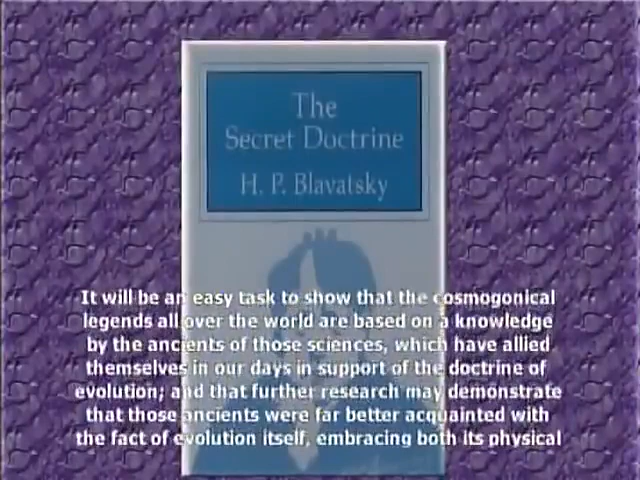 The
Secret Doctrine
H. P. Blavatsky
It will be an easy task to show that the cosmogonical
legends all over the world are based on a knowledge
by the ancients of those sciences, which have allied
themselves in our days in support of the doctrine of
evolution; and that further research may demonstrate
that those ancients were far better acquainted with
the fact of evolution itself, embracing both its physical